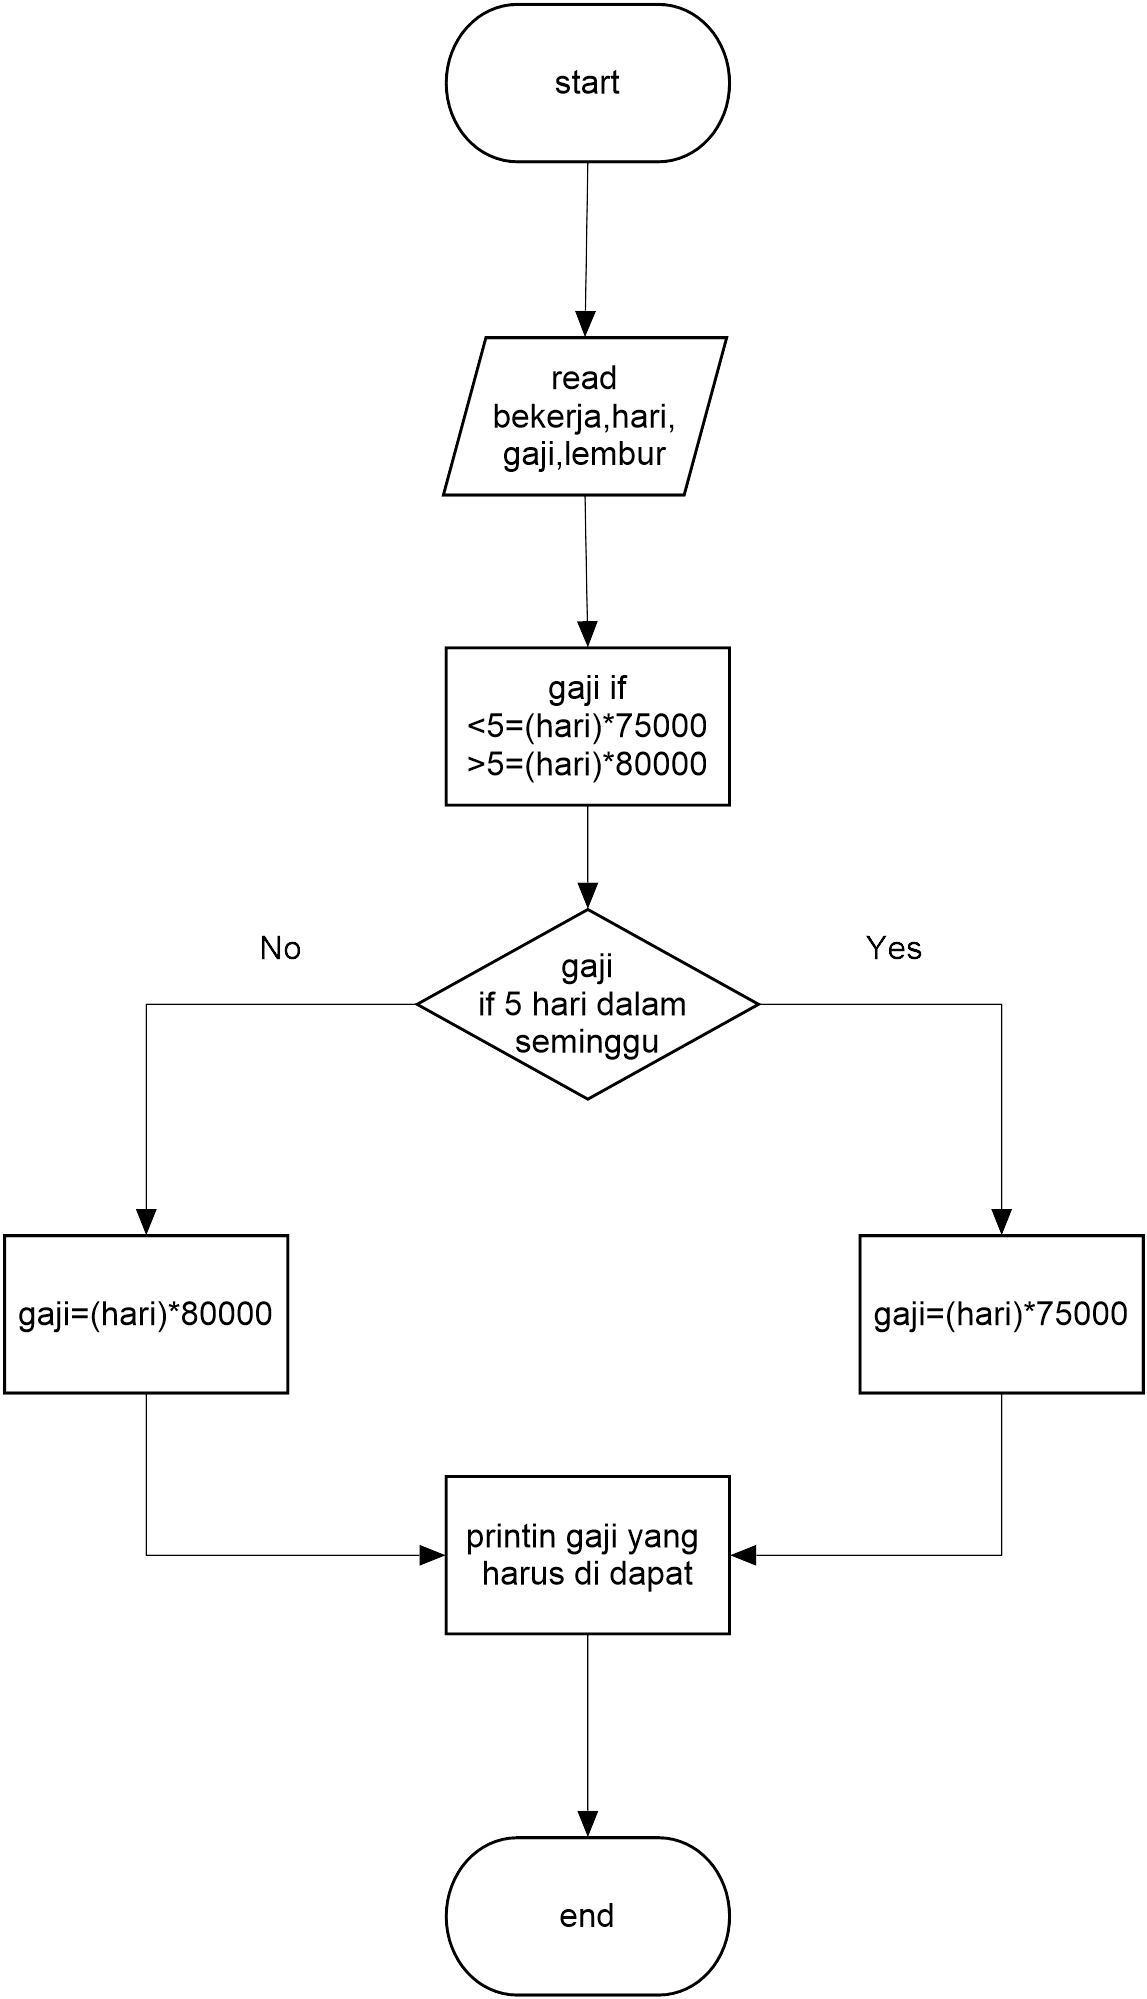 start
read
bekerja,hari,
gaji,lembur
gaji if
<5=(hari)*75000
>5=(hari)*80000
No
Yes
gaji
if 5 hari dalam
seminggu
gaji=(hari)*80000
gaji=(hari)*75000
printin gaji yang
harus di dapat
end